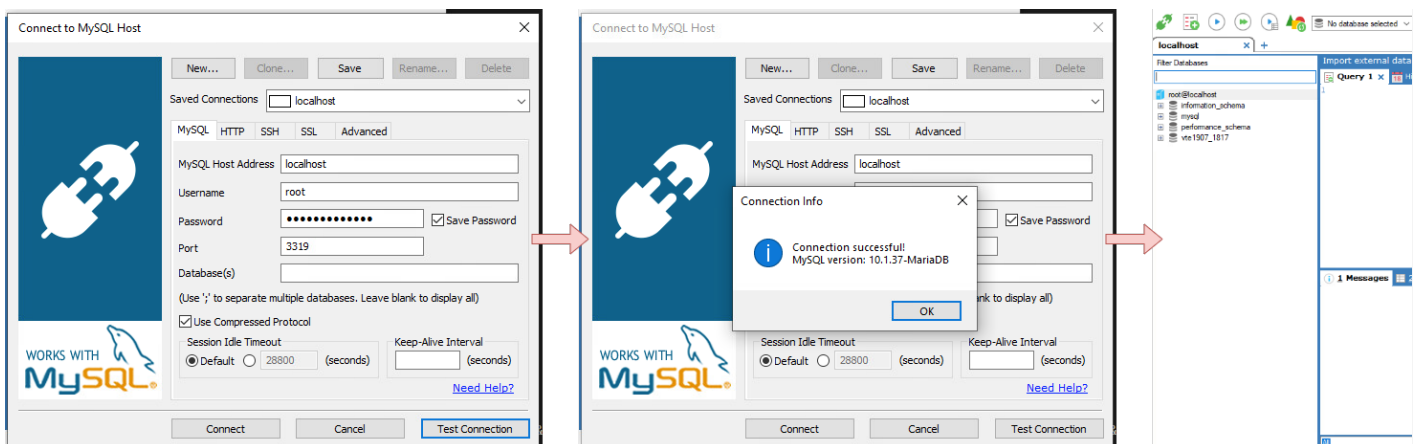 Connect to MySQL Host
New... Clone... Save Rename... Delete
Saved Connections localhost
MySQL HTTP SSH SSL Advanced
MySQL Host Address localhost
Username root
Password ••••••••••••• Save Password
Port 3319
Database(s)
(Use ';' to separate multiple databases. Leave blank to display all)
Use Compressed Protocol
Session Idle Timeout Keep-Alive Interval
Default 28800 (seconds) (seconds)
Need Help?
WORKS WITH
MySQL
Connect Cancel Test Connection
Connect to MySQL Host
New... Clone... Save Rename... Delete
Saved Connections localhost
MySQL HTTP SSH SSL Advanced
MySQL Host Address localhost
Connection Info
Save Password
Connection successful!
MySQL version: 10.1.37-MariaDB
nk to display all)
OK
Session Idle Timeout Keep-Alive Interval
Default 28800 (seconds) (seconds)
Need Help?
WORKS WITH
MySQL
Connect Cancel Test Connection
No database selected
localhost x +
Filter Databases
root@localhost
information_schema
mysql
performance_schema
vte1907_1817
Import external data
Query 1 x
1
1 Messages